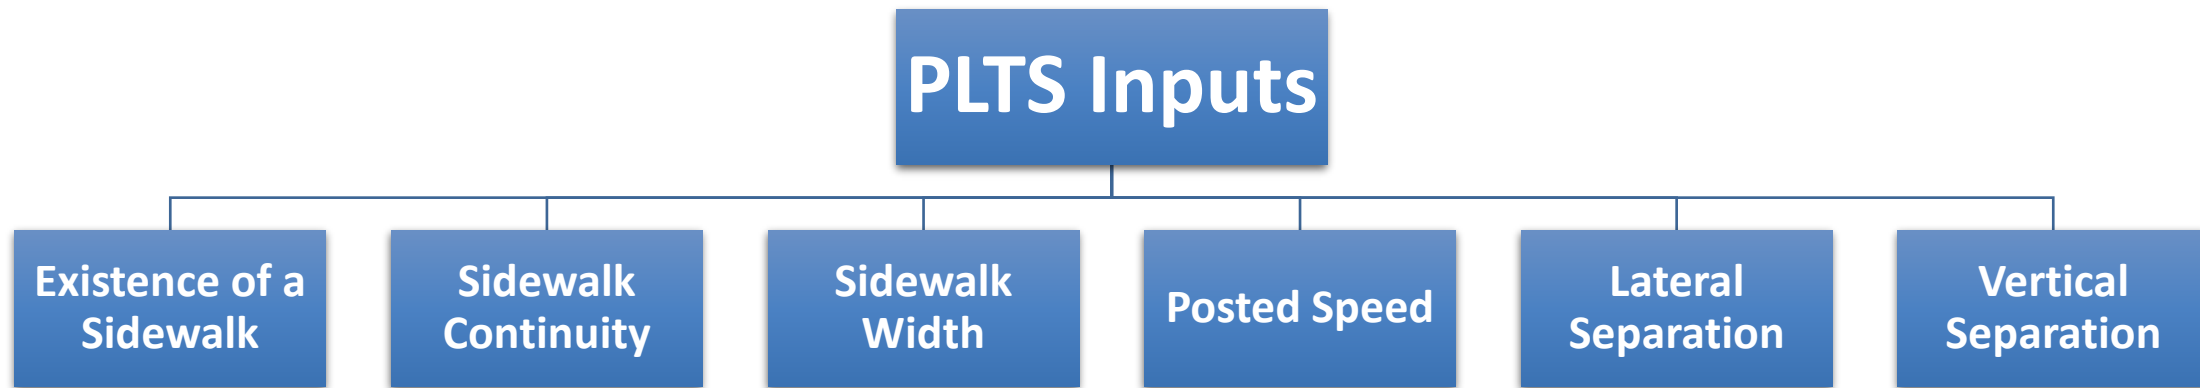 PLTS Inputs
Existence of a
Sidewalk
Sidewalk
Continuity
Sidewalk
Width
Posted Speed
Lateral
Separation
Vertical
Separation